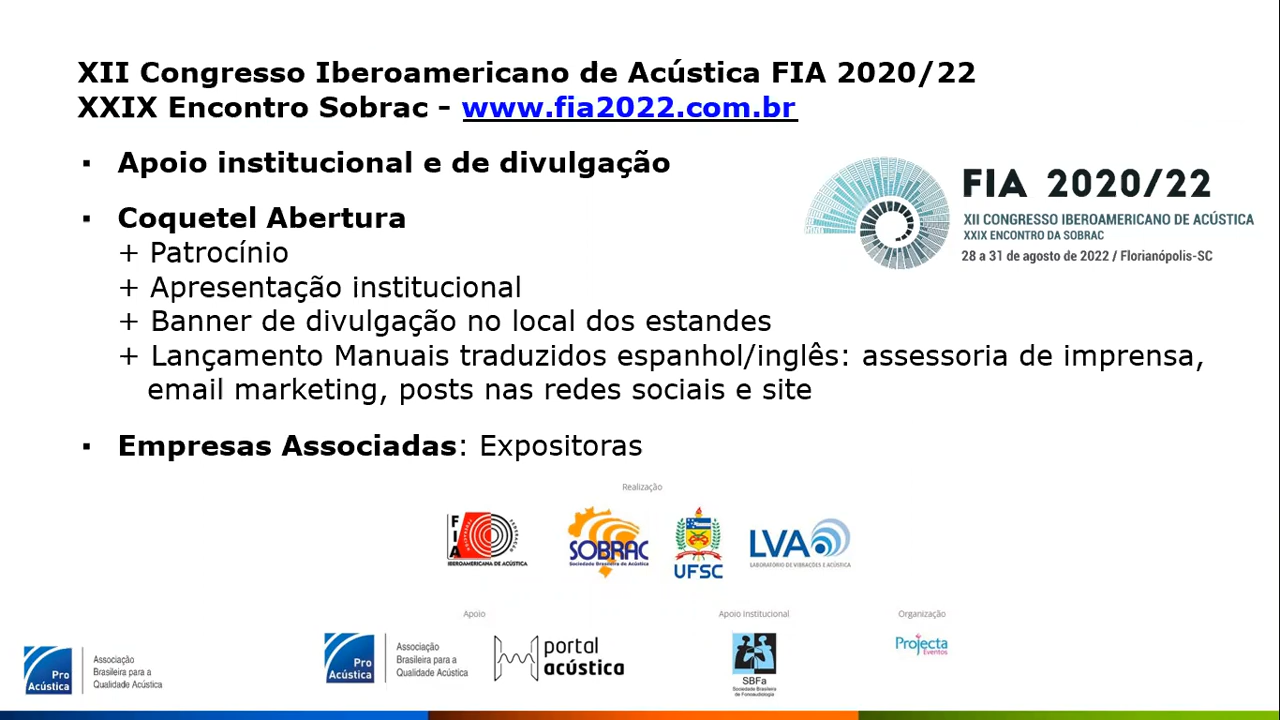 XII Congresso Iberoamericano de Acústica FIA 2020/22
XXIX Encontro Sobrac – www.fia2022.com.br
▪ Apoio institucional e de divulgação
▪ Coquetel Abertura
+ Patrocínio
+ Apresentação institucional
+ Banner de divulgação no local dos estandes
+ Lançamento Manuais traduzidos espanhol/inglês: assessoria de imprensa,
email marketing, posts nas redes sociais e site
▪ Empresas Associadas: Expositoras
FIA 2020/22
XII CONGRESSO IBEROAMERICANO DE ACÚSTICA
XXIX ENCONTRO DA SOBRAC
28 a 31 de agosto de 2022 / Florianópolis-SC
Realização
FIA
FEDERAÇÃO
IBEROAMERICANA DE ACÚSTICA
SOBRAC
Sociedade Brasileira de Acústica
UFSC
LVA
LABORATÓRIO DE VIBRAÇÕES E ACÚSTICA
Apoio
Apoio Institucional
Organização
Pro
Acústica
Associação
Brasileira para a
Qualidade Acústica
Pro
Acústica
Associação
Brasileira para a
Qualidade Acústica
portal
acústica
SBFa
Sociedade Brasileira
de Fonoaudiologia
Projecta
Eventos